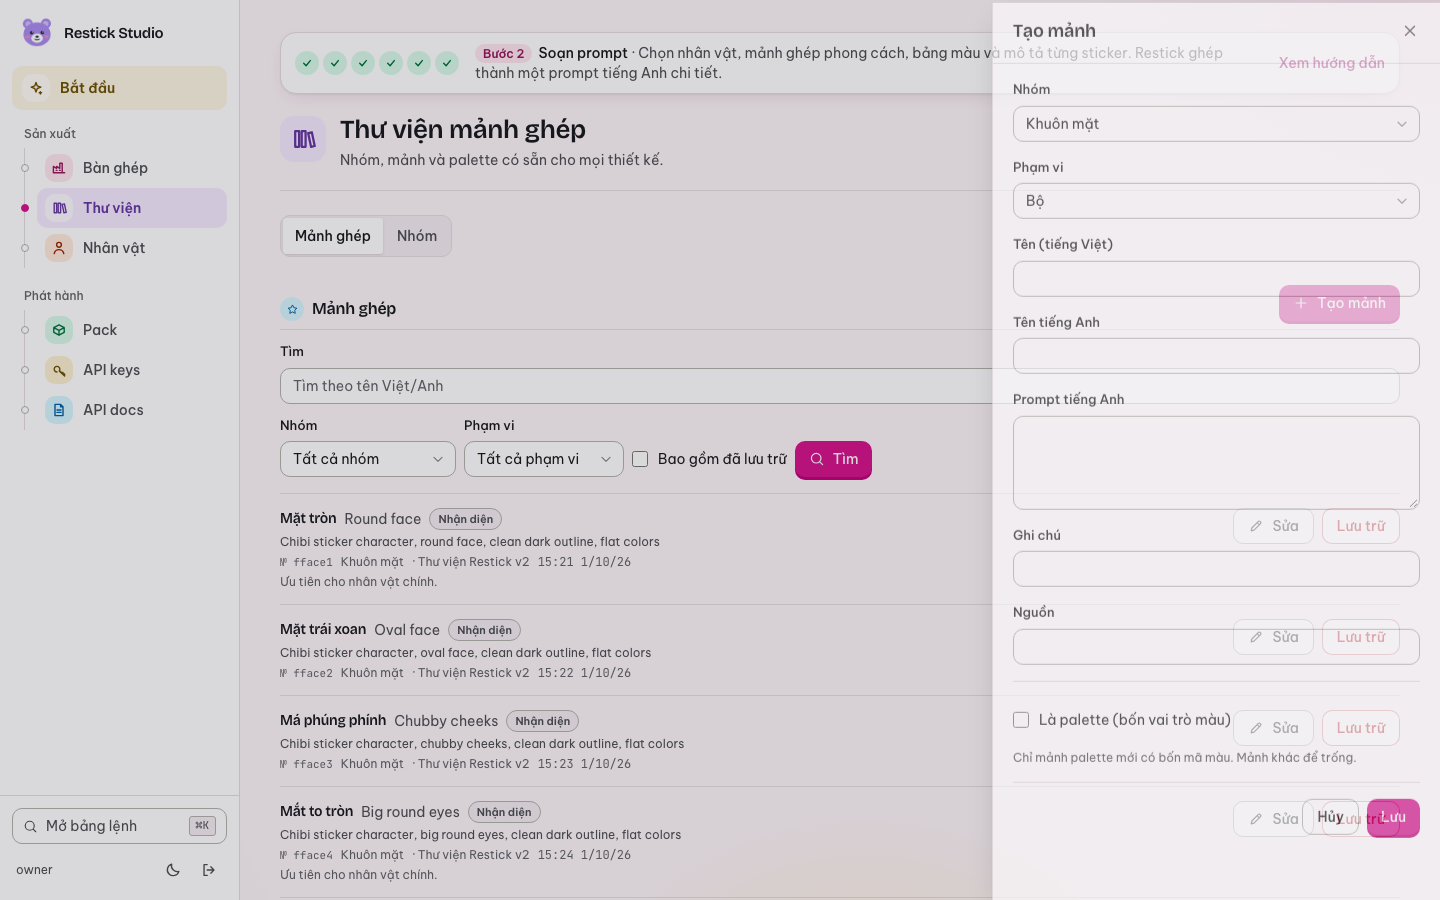 Restick Studio
Bắt đầu
Sản xuất
Bàn ghép
Thư viện
Nhân vật
Phát hành
Pack
API keys
API docs
Mở bảng lệnh
⌘K
owner
Bước 2 Soạn prompt · Chọn nhân vật, mảnh ghép phong cách, bảng màu và mô tả từng sticker. Restick ghép
thành một prompt tiếng Anh chi tiết.
Xem hướng dẫn
Thư viện mảnh ghép
Nhóm, mảnh và palette có sẵn cho mọi thiết kế.
Mảnh ghép
Nhóm
Mảnh ghép
Tạo mảnh
Tìm
Tìm theo tên Việt/Anh
Nhóm
Phạm vi
Tất cả nhóm
Tất cả phạm vi
Bao gồm đã lưu trữ
Tìm
Mặt tròn Round face Nhận diện
Chibi sticker character, round face, clean dark outline, flat colors
№ fface1 Khuôn mặt · Thư viện Restick v2 15:21 1/10/26
Ưu tiên cho nhân vật chính.
Sửa
Lưu trữ
Mặt trái xoan Oval face Nhận diện
Chibi sticker character, oval face, clean dark outline, flat colors
№ fface2 Khuôn mặt · Thư viện Restick v2 15:22 1/10/26
Sửa
Lưu trữ
Má phúng phính Chubby cheeks Nhận diện
Chibi sticker character, chubby cheeks, clean dark outline, flat colors
№ fface3 Khuôn mặt · Thư viện Restick v2 15:23 1/10/26
Sửa
Lưu trữ
Mắt to tròn Big round eyes Nhận diện
Chibi sticker character, big round eyes, clean dark outline, flat colors
№ fface4 Khuôn mặt · Thư viện Restick v2 15:24 1/10/26
Ưu tiên cho nhân vật chính.
Sửa
Lưu trữ
Tạo mảnh
Nhóm
Khuôn mặt
Phạm vi
Bộ
Tên (tiếng Việt)
Tên tiếng Anh
Prompt tiếng Anh
Ghi chú
Nguồn
Là palette (bốn vai trò màu)
Chỉ mảnh palette mới có bốn mã màu. Mảnh khác để trống.
Hủy
Lưu